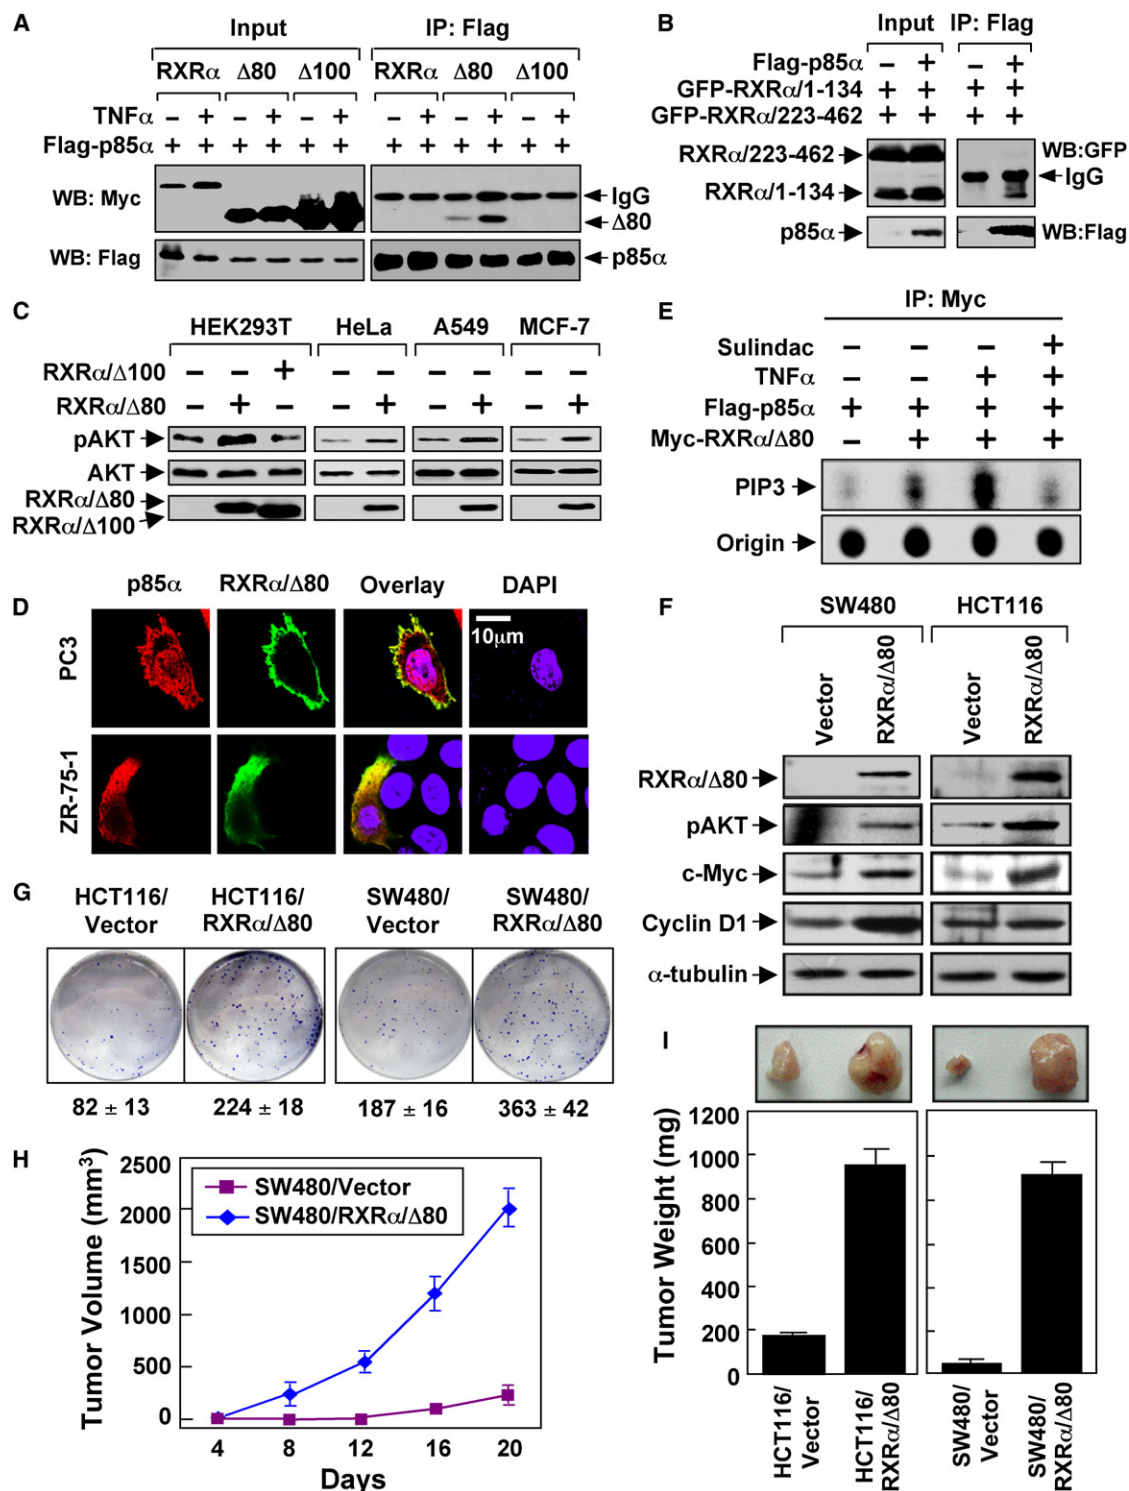 A
Input IP: Flag
RXRα Δ80 Δ100 RXRα Δ80 Δ100
TNFα − + − + − + − + − + − +
Flag-p85α + + + + + + + + + + + +
WB: Myc
IgG
Δ80
WB: Flag
p85α
B
Input IP: Flag
Flag-p85α − + − +
GFP-RXRα/1-134 + + + +
GFP-RXRα/223-462 + + + +
RXRα/223-462
WB:GFP
IgG
RXRα/1-134
p85α
WB:Flag
C
HEK293T HeLa A549 MCF-7
RXRα/Δ100 − − + − − − − − −
RXRα/Δ80 − + − − + − + − +
pAKT
AKT
RXRα/Δ80
RXRα/Δ100
D
p85α RXRα/Δ80 Overlay DAPI
PC3
10μm
ZR-75-1
E
IP: Myc
Sulindac − − − +
TNFα − − + +
Flag-p85α + + + +
Myc-RXRα/Δ80 − + + +
PIP3
Origin
F
SW480 HCT116
Vector RXRα/Δ80 Vector RXRα/Δ80
RXRα/Δ80
pAKT
c-Myc
Cyclin D1
α-tubulin
G
HCT116/ HCT116/ SW480/ SW480/
Vector RXRα/Δ80 Vector RXRα/Δ80
82 ± 13 224 ± 18 187 ± 16 363 ± 42
H
Tumor Volume (mm³)
2500
2000
1500
1000
500
0
SW480/Vector
SW480/RXRα/Δ80
4 8 12 16 20
Days
I
Tumor Weight (mg)
1200
1000
800
600
400
200
0
HCT116/
Vector
HCT116/
RXRα/Δ80
SW480/
Vector
SW480/
RXRα/Δ80